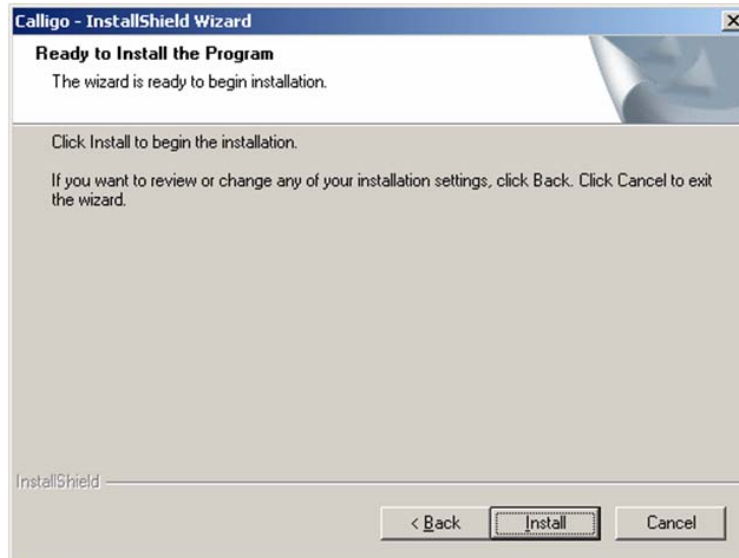 Calligo - InstallShield Wizard
Ready to Install the Program
The wizard is ready to begin installation.
Click Install to begin the installation.
If you want to review or change any of your installation settings, click Back. Click Cancel to exit
the wizard.
InstallShield
< Back
Install
Cancel